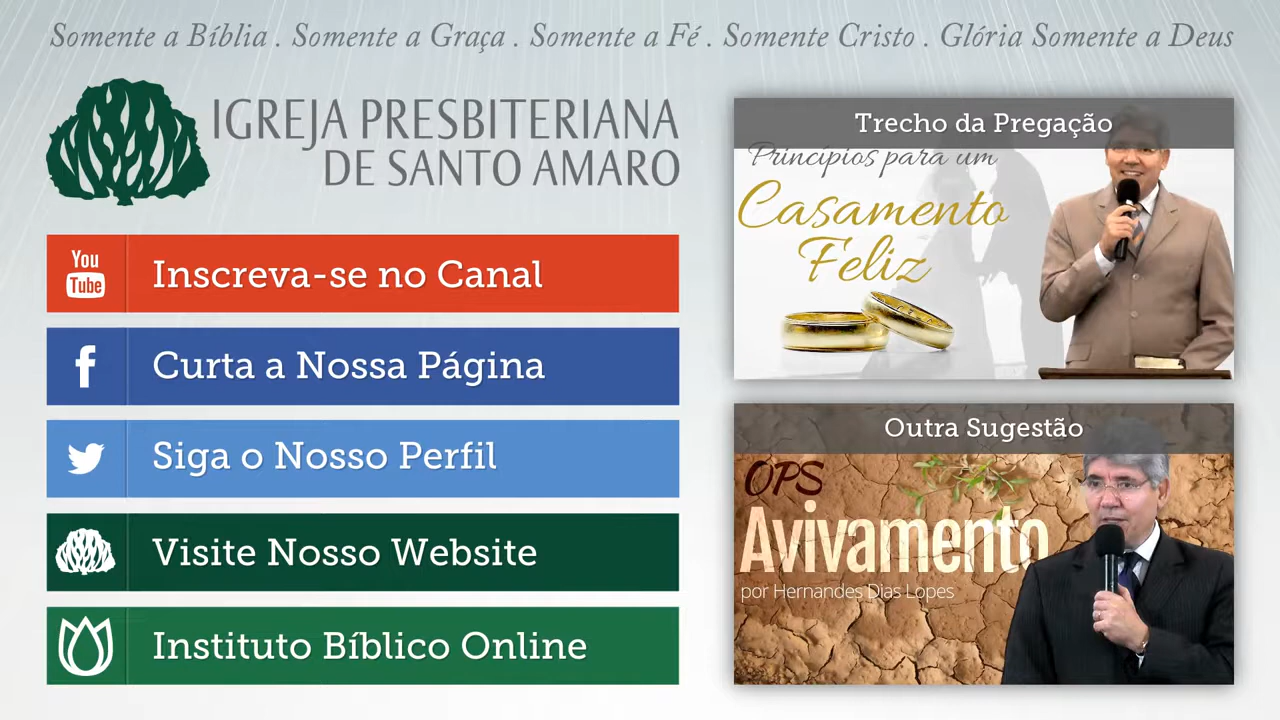 Somente a Bíblia . Somente a Graça . Somente a Fé . Somente Cristo . Glória Somente a Deus
IGREJA PRESBITERIANA
DE SANTO AMARO
You
Tube
Inscreva-se no Canal
f
Curta a Nossa Página
Siga o Nosso Perfil
Visite Nosso Website
Instituto Bíblico Online
Trecho da Pregação
Princípios para um
Casamento
Feliz
Outra Sugestão
OPS
Avivamento
por Hernandes Dias Lopes